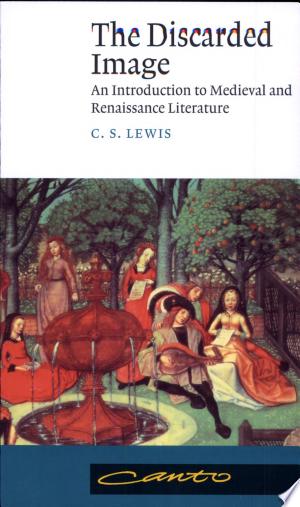 The Discarded
Image
An Introduction to Medieval and
Renaissance Literature
C. S. LEWIS
Canto